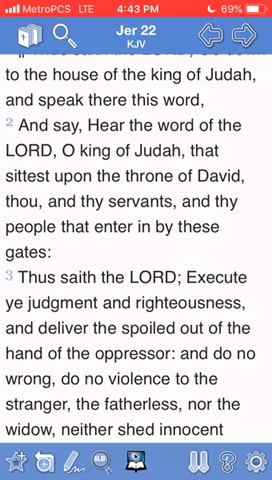 MetroPCS LTE 4:43 PM 69%
Jer 22
KJV
to the house of the king of Judah,
and speak there this word,
2 And say, Hear the word of the
LORD, O king of Judah, that
sittest upon the throne of David,
thou, and thy servants, and thy
people that enter in by these
gates:
3 Thus saith the LORD; Execute
ye judgment and righteousness,
and deliver the spoiled out of the
hand of the oppressor: and do no
wrong, do no violence to the
stranger, the fatherless, nor the
widow, neither shed innocent
BLB